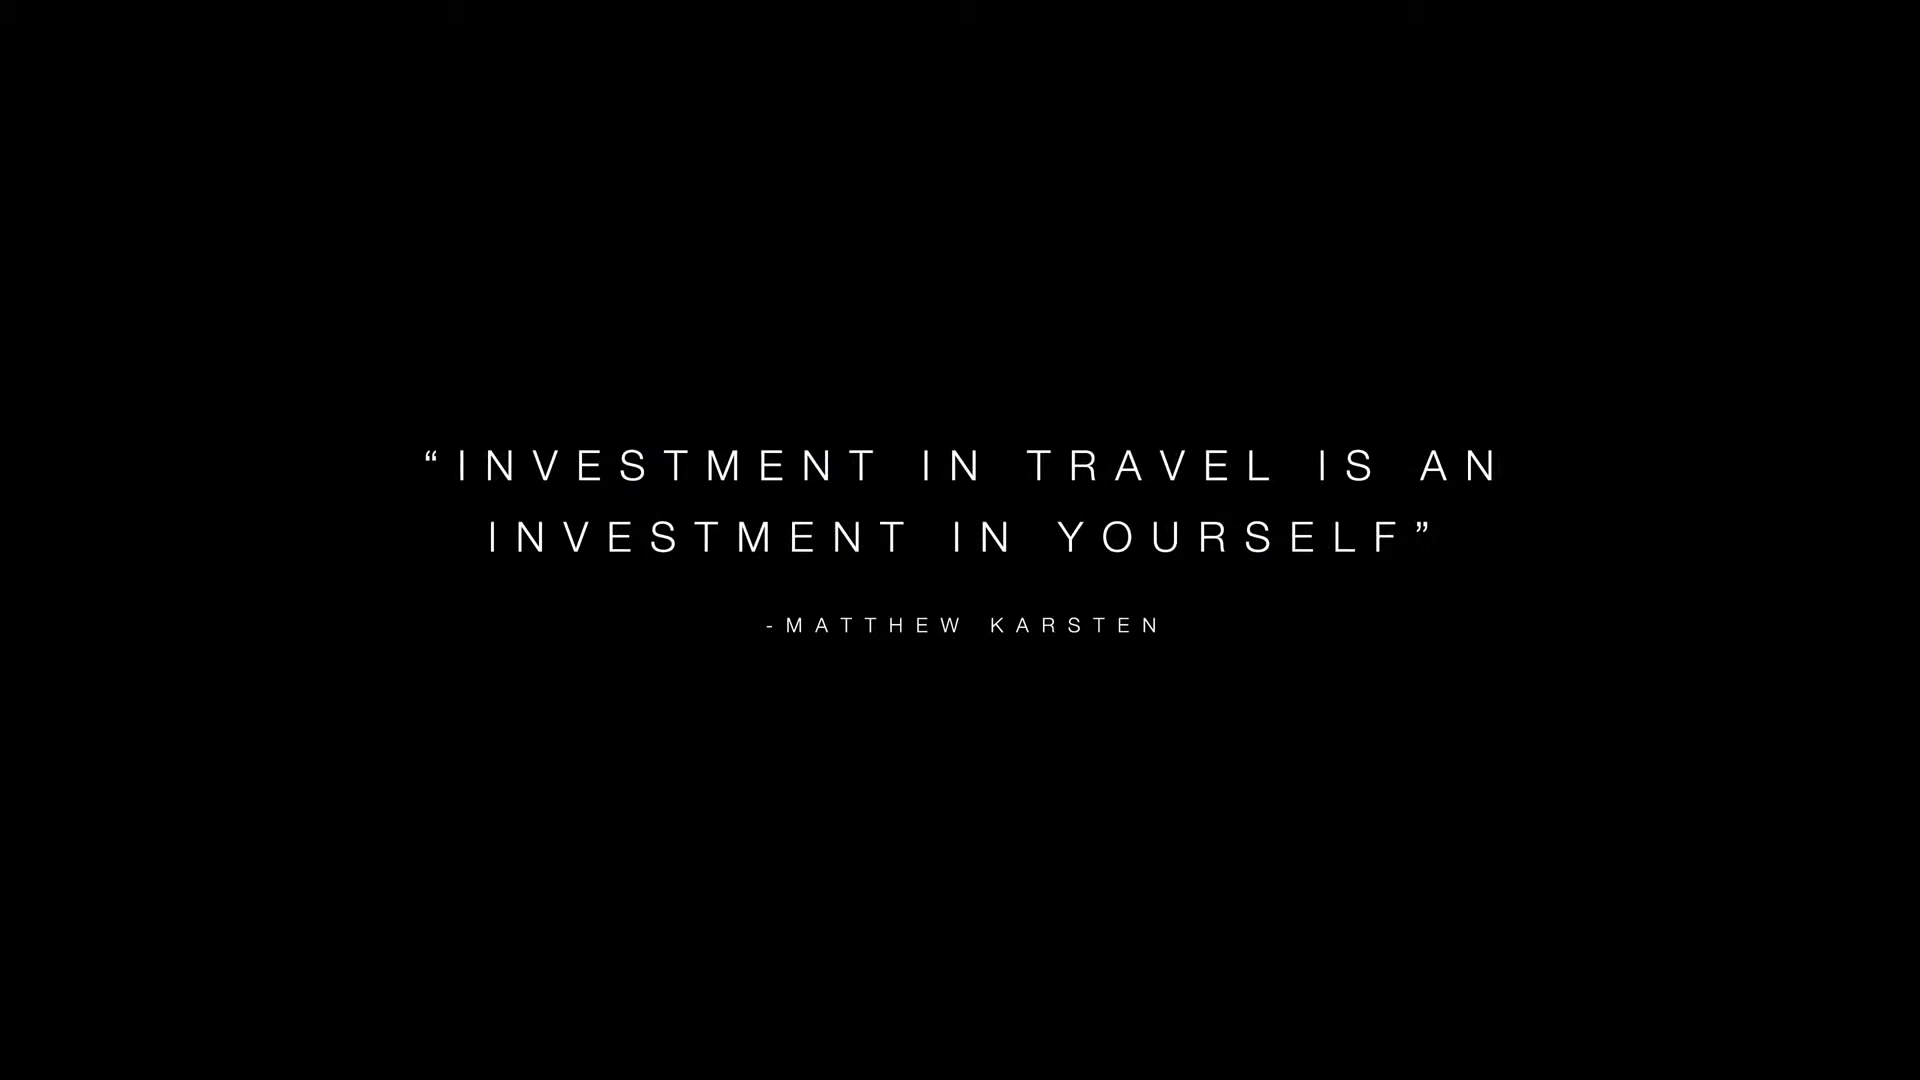 “INVESTMENT IN TRAVEL IS AN
INVESTMENT IN YOURSELF”
-MATTHEW KARSTEN